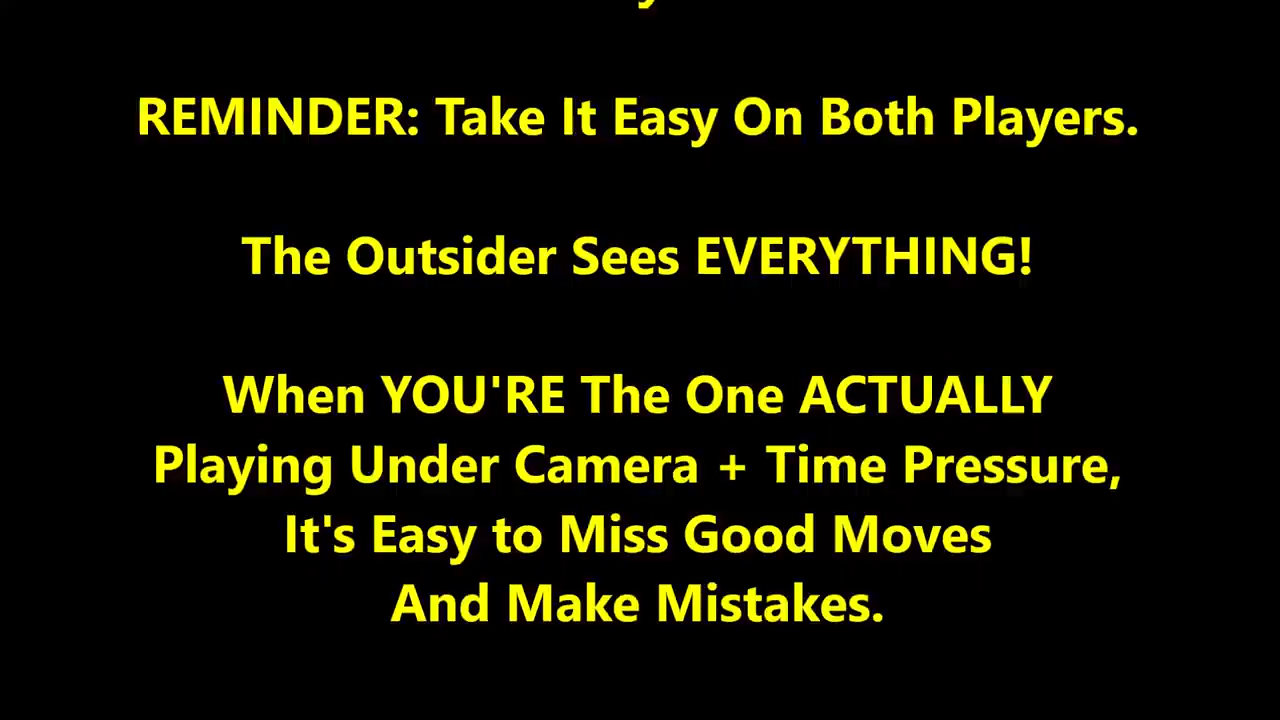 REMINDER: Take It Easy On Both Players.
The Outsider Sees EVERYTHING!
When YOU'RE The One ACTUALLY
Playing Under Camera + Time Pressure,
It's Easy to Miss Good Moves
And Make Mistakes.